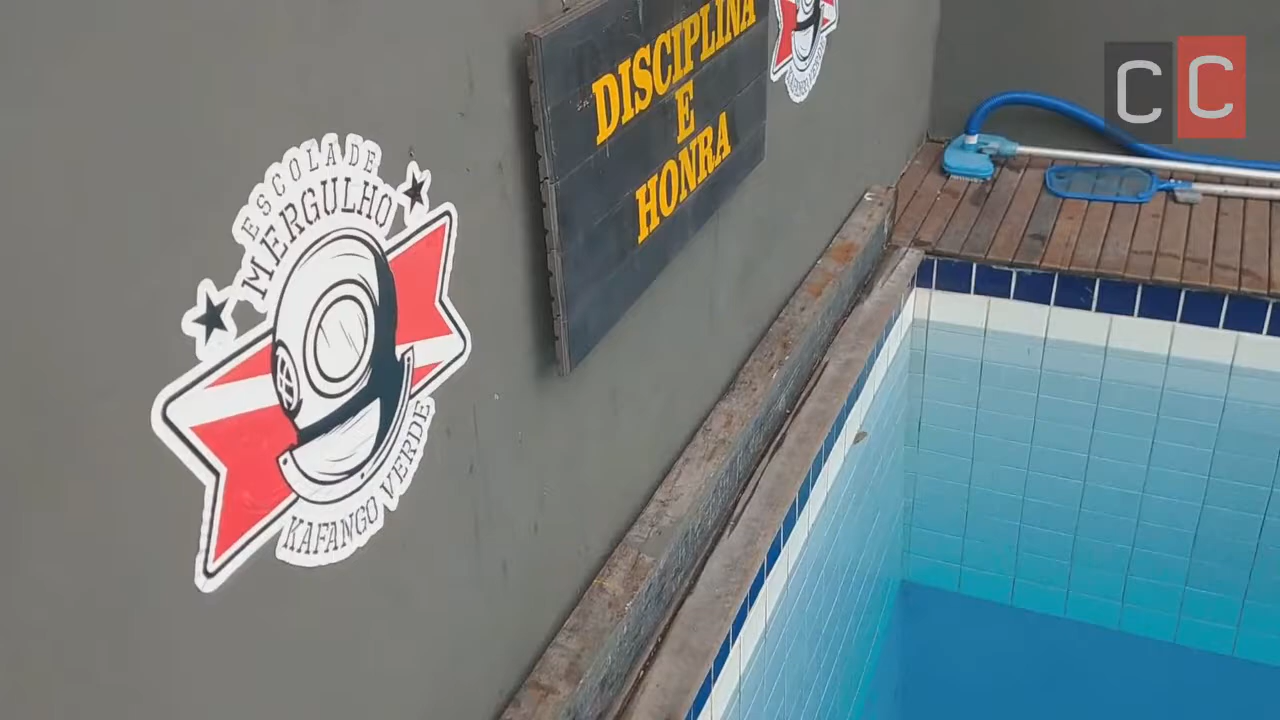 ESCOLA DE
MERGULHO
KAFANGO VERDE
DISCIPLINA
E
HONRA
CC